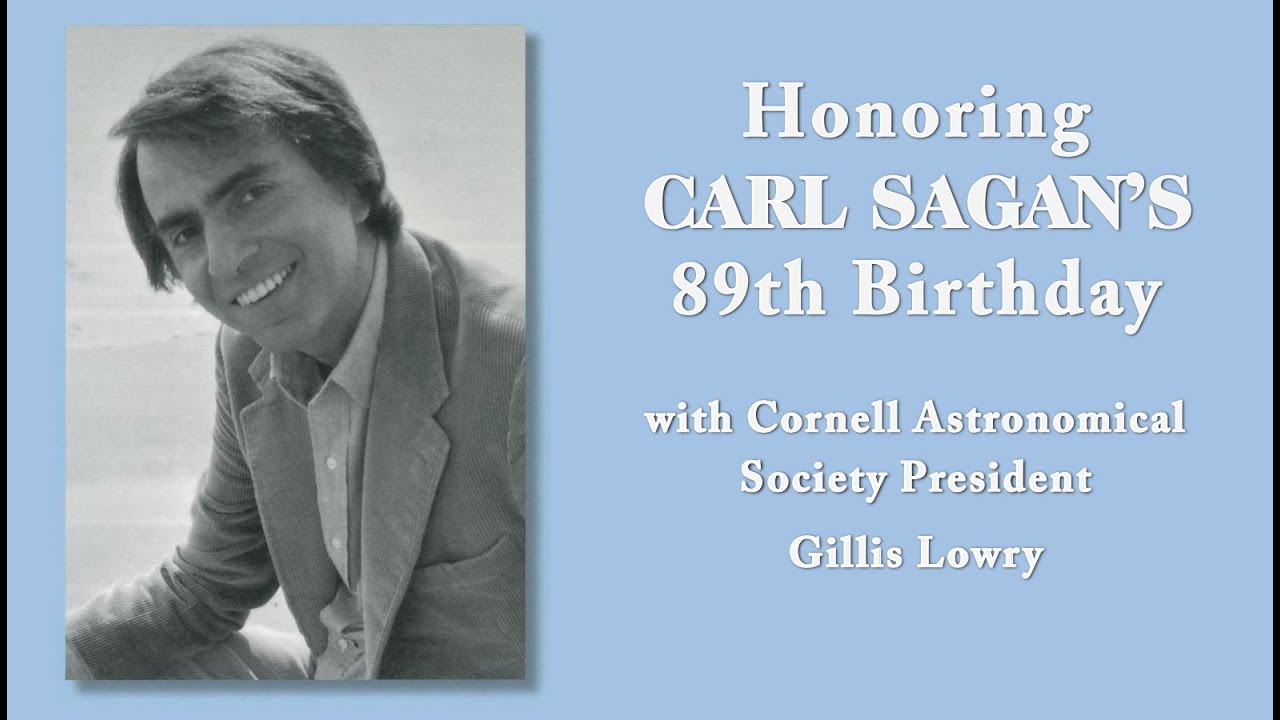 Honoring
CARL SAGAN’S
89th Birthday
with Cornell Astronomical
Society President
Gillis Lowry